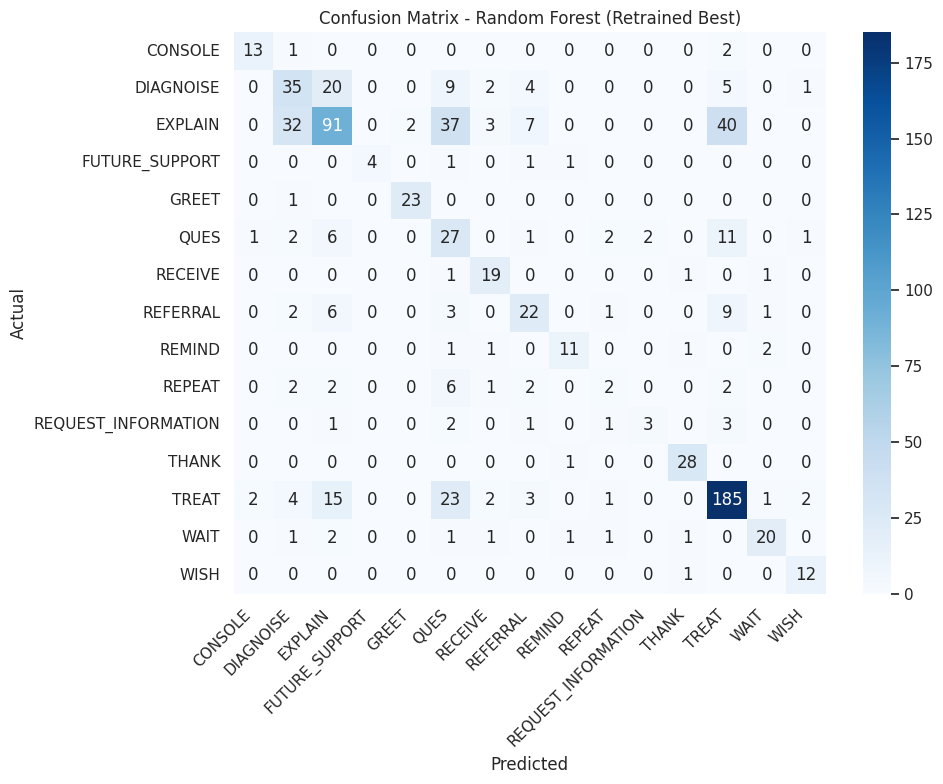 Confusion Matrix - Random Forest (Retrained Best)
Actual
CONSOLE 13 1 0 0 0 0 0 0 0 0 0 0 2 0 0
DIAGNOISE 0 35 20 0 0 9 2 4 0 0 0 0 5 0 1
EXPLAIN 0 32 91 0 2 37 3 7 0 0 0 0 40 0 0
FUTURE_SUPPORT 0 0 0 4 0 1 0 1 1 0 0 0 0 0 0
GREET 0 1 0 0 23 0 0 0 0 0 0 0 0 0 0
QUES 1 2 6 0 0 27 0 1 0 2 2 0 11 0 1
RECEIVE 0 0 0 0 0 1 19 0 0 0 0 1 0 1 0
REFERRAL 0 2 6 0 0 3 0 22 0 1 0 0 9 1 0
REMIND 0 0 0 0 0 1 1 0 11 0 0 1 0 2 0
REPEAT 0 2 2 0 0 6 1 2 0 2 0 0 2 0 0
REQUEST_INFORMATION 0 0 1 0 0 2 0 1 0 1 3 0 3 0 0
THANK 0 0 0 0 0 0 0 0 1 0 0 28 0 0 0
TREAT 2 4 15 0 0 23 2 3 0 1 0 0 185 1 2
WAIT 0 1 2 0 0 1 1 0 1 1 0 1 0 20 0
WISH 0 0 0 0 0 0 0 0 0 0 0 1 0 0 12
CONSOLE DIAGNOISE EXPLAIN FUTURE_SUPPORT GREET QUES RECEIVE REFERRAL REMIND REPEAT REQUEST_INFORMATION THANK TREAT WAIT WISH
Predicted
175
150
125
100
75
50
25
0